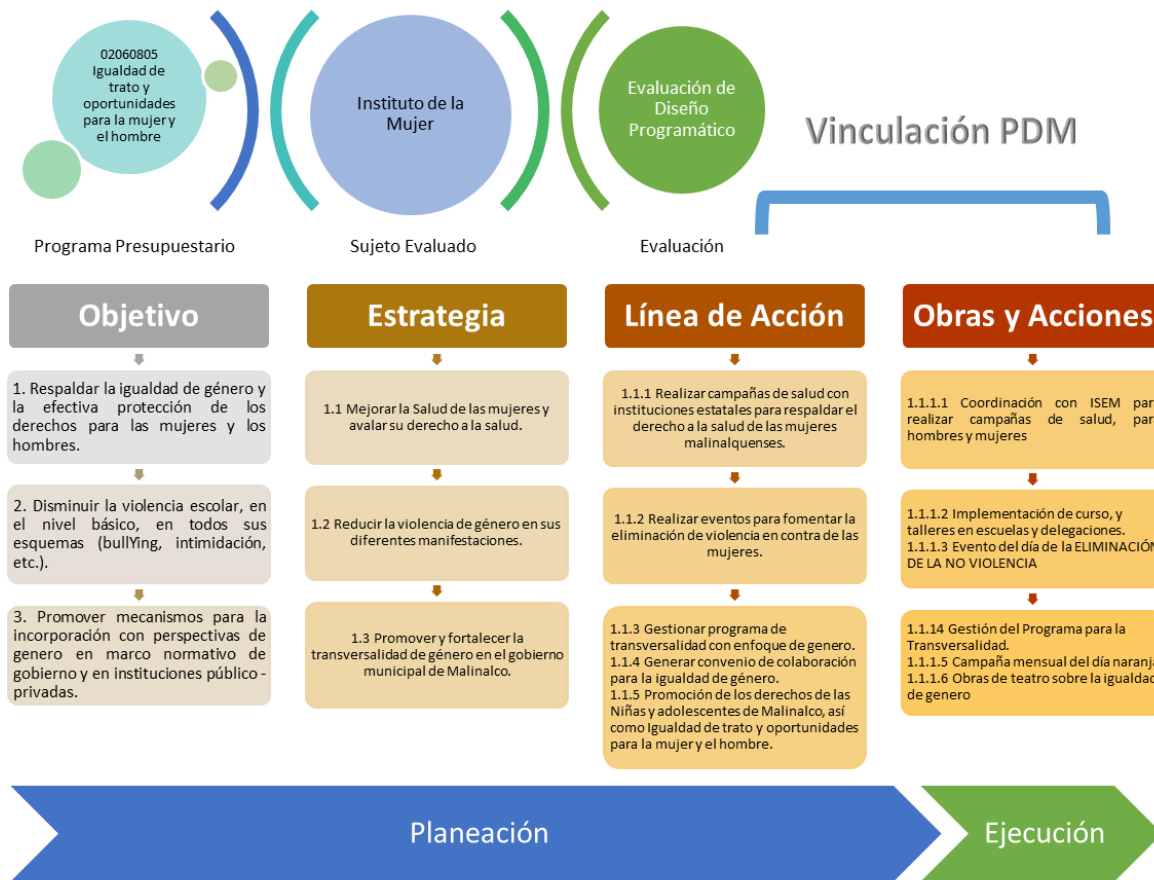 02060805
Igualdad de
trato y
oportunidades
para la mujer y
el hombre
Instituto de la
Mujer
Evaluación de
Diseño
Programático
Vinculación PDM
Programa Presupuestario
Sujeto Evaluado
Evaluación
Objetivo
1. Respaldar la igualdad de género y
la efectiva protección de los
derechos para las mujeres y los
hombres.
2. Disminuir la violencia escolar, en
el nivel básico, en todos sus
esquemas (bullYing, intimidación,
etc.).
3. Promover mecanismos para la
incorporación con perspectivas de
genero en marco normativo de
gobierno y en instituciones público -
privadas.
Estrategia
1.1 Mejorar la Salud de las mujeres y
avalar su derecho a la salud.
1.2 Reducir la violencia de género en sus
diferentes manifestaciones.
1.3 Promover y fortalecer la
transversalidad de género en el gobierno
municipal de Malinalco.
Línea de Acción
1.1.1 Realizar campañas de salud con
instituciones estatales para respaldar el
derecho a la salud de las mujeres
malinalquenses.
1.1.2 Realizar eventos para fomentar la
eliminación de violencia en contra de las
mujeres.
1.1.3 Gestionar programa de
transversalidad con enfoque de genero.
1.1.4 Generar convenio de colaboración
para la igualdad de género.
1.1.5 Promoción de los derechos de las
Niñas y adolescentes de Malinalco, así
como Igualdad de trato y oportunidades
para la mujer y el hombre.
Obras y Acciones
1.1.1.1 Coordinación con ISEM par
realizar campañas de salud, par
hombres y mujeres
1.1.1.2 Implementación de curso, y
talleres en escuelas y delegaciones.
1.1.1.3 Evento del día de la ELIMINACIÓN
DE LA NO VIOLENCIA
1.1.14 Gestión del Programa para la
Transversalidad.
1.1.1.5 Campaña mensual del día naranja
1.1.1.6 Obras de teatro sobre la igualdad
de genero
Planeación
Ejecución